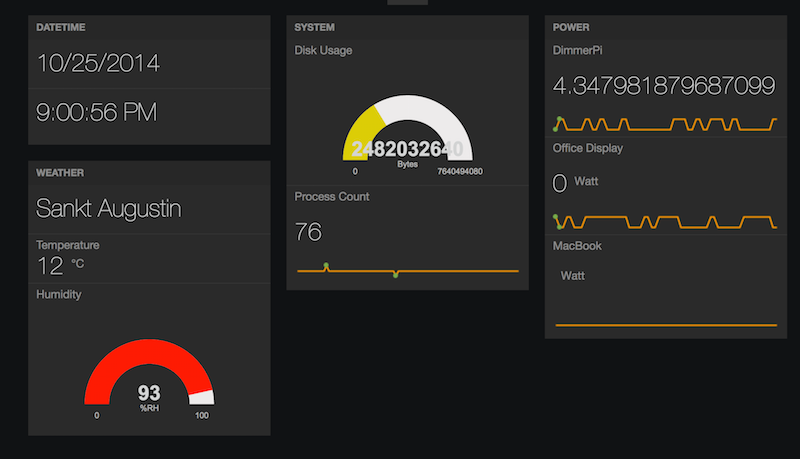 DATETIME
10/25/2014
9:00:56 PM
WEATHER
Sankt Augustin
Temperature
12 °C
Humidity
93
%RH
0 100
SYSTEM
Disk Usage
2482032640
Bytes
0 7640494080
Process Count
76
POWER
DimmerPi
4.347981879687099
Office Display
0 Watt
MacBook
Watt